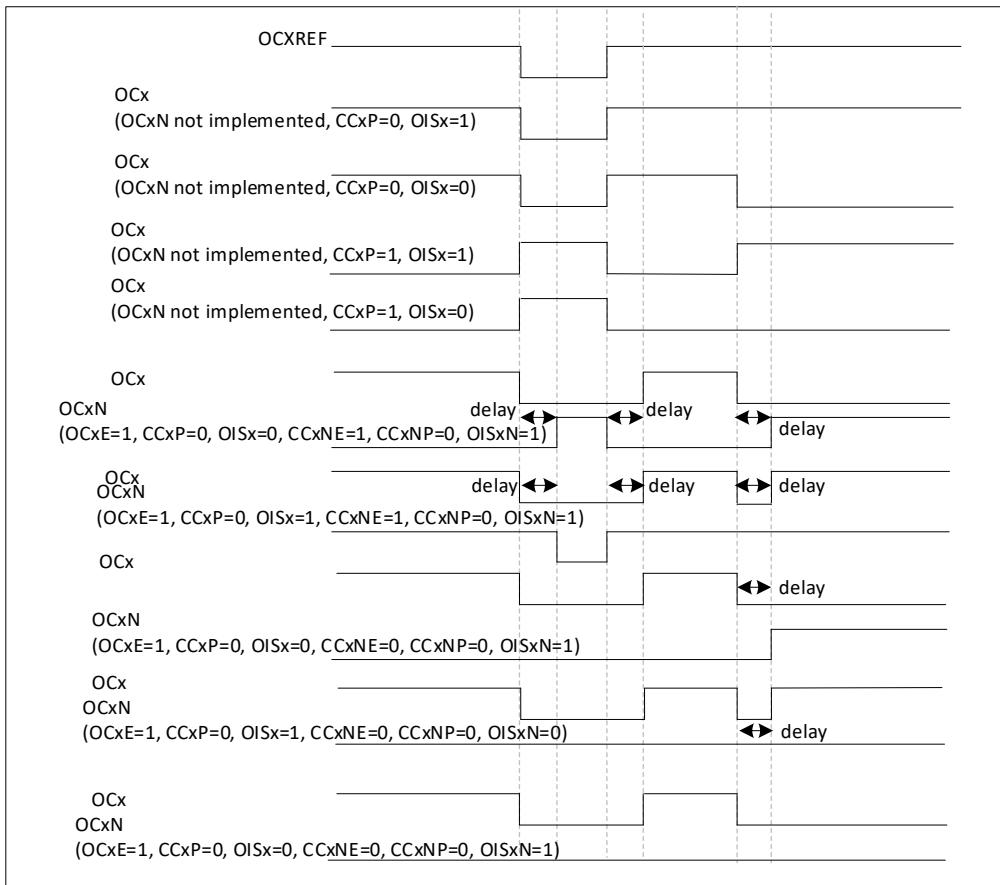 OCXREF
OCx
(OCxN not implemented, CCxP=0, OISx=1)
OCx
(OCxN not implemented, CCxP=0, OISx=0)
OCx
(OCxN not implemented, CCxP=1, OISx=1)
OCx
(OCxN not implemented, CCxP=1, OISx=0)
OCx
OCxN
delay
delay
delay
(OCxE=1, CCxP=0, OISx=0, CCxNE=1, CCxNP=0, OISxN=1)
OCx
OCxN
delay
delay
delay
(OCxE=1, CCxP=0, OISx=1, CCxNE=1, CCxNP=0, OISxN=1)
OCx
delay
OCxN
(OCxE=1, CCxP=0, OISx=0, CCxNE=0, CCxNP=0, OISxN=1)
OCx
OCxN
(OCxE=1, CCxP=0, OISx=1, CCxNE=0, CCxNP=0, OISxN=0)
delay
OCx
OCxN
(OCxE=1, CCxP=0, OISx=0, CCxNE=0, CCxNP=0, OISxN=1)